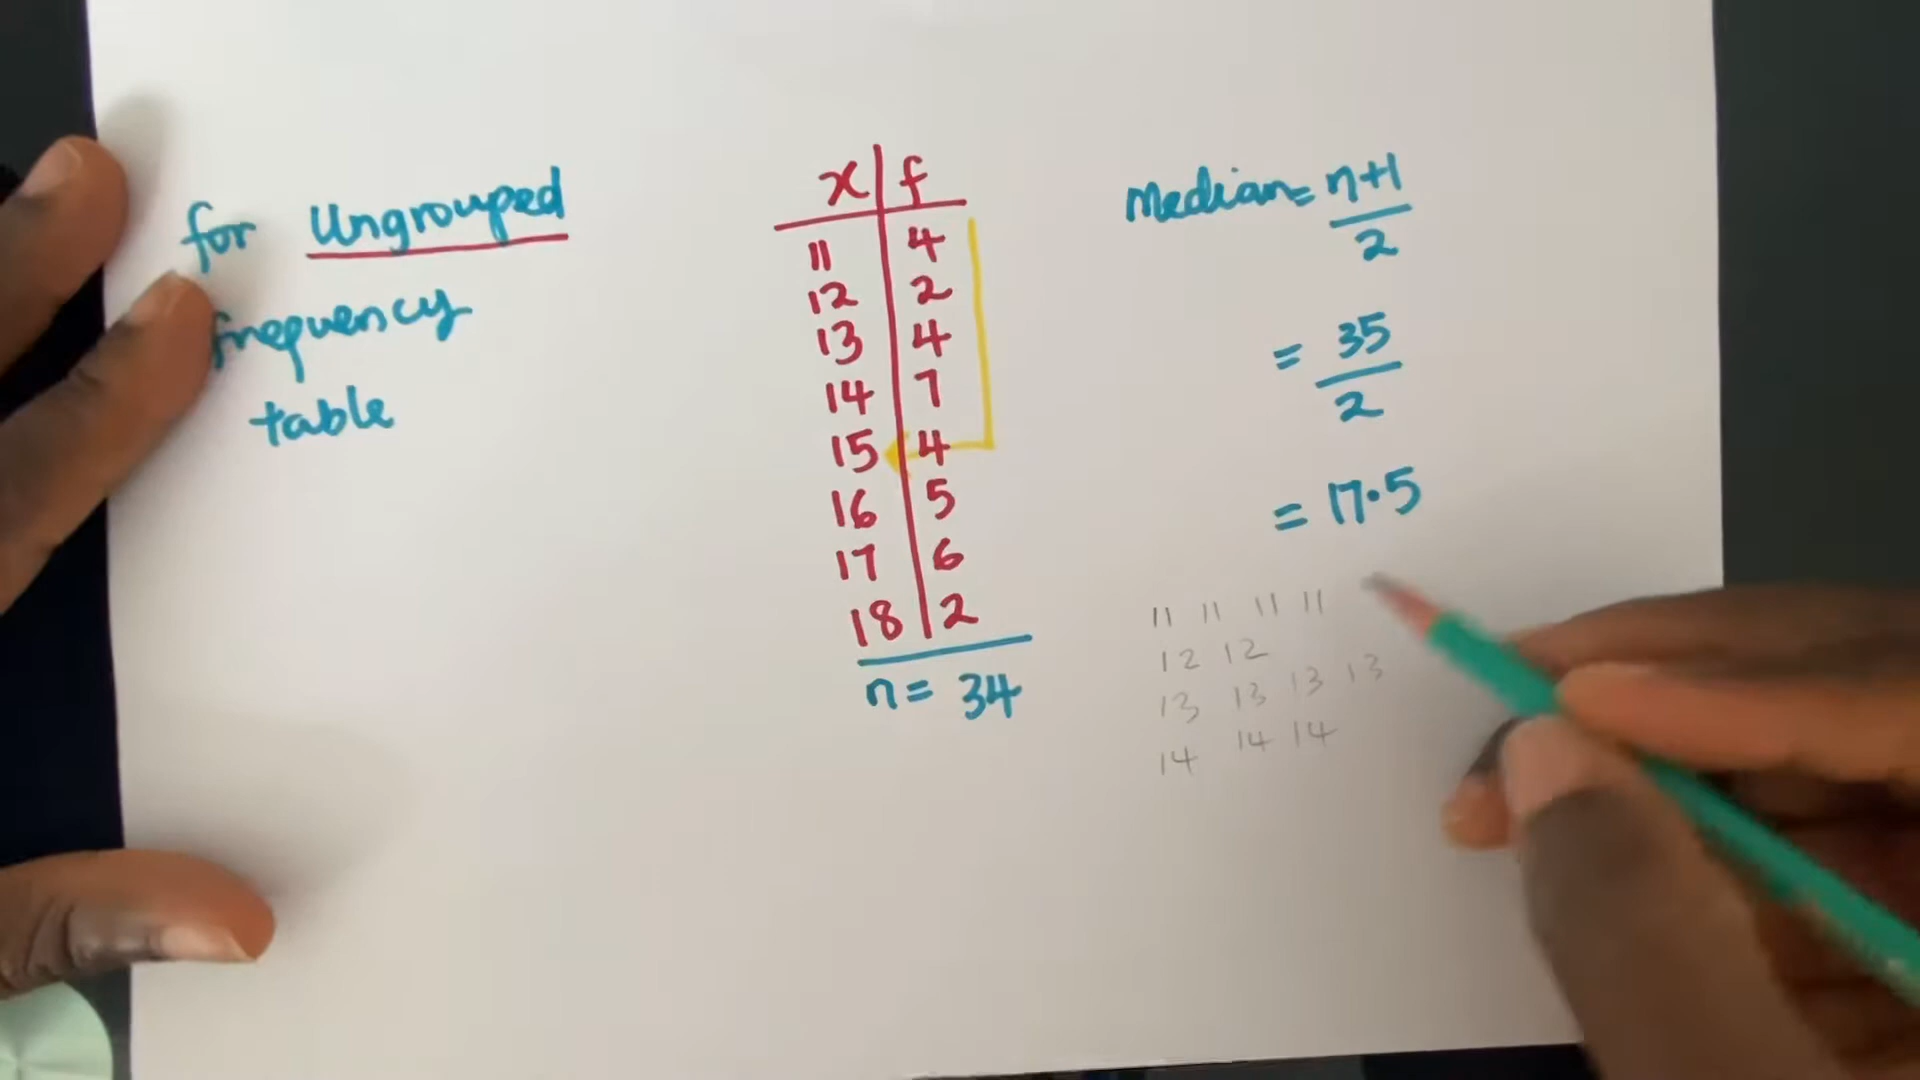 for Ungrouped
frequency
table
x f
11 4
12 2
13 4
14 7
15 4
16 5
17 6
18 2
n = 34
Median = n+1
2
= 35
2
= 17.5
11 11 11 11
12 12
13 13 13 13
14 14 14